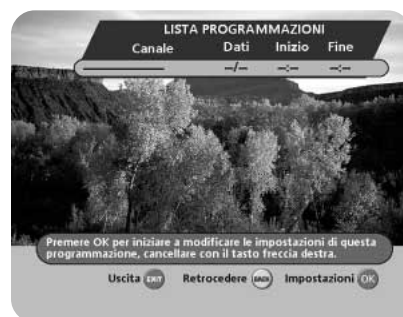 LISTA PROGRAMMAZIONI
Canale Dati Inizio Fine
--/-- --:-- --:--
Premere OK per iniziare a modificare le impostazioni di questa
programmazione, cancellare con il tasto freccia destra.
Uscita EXIT Retrocedere BACK Impostazioni OK